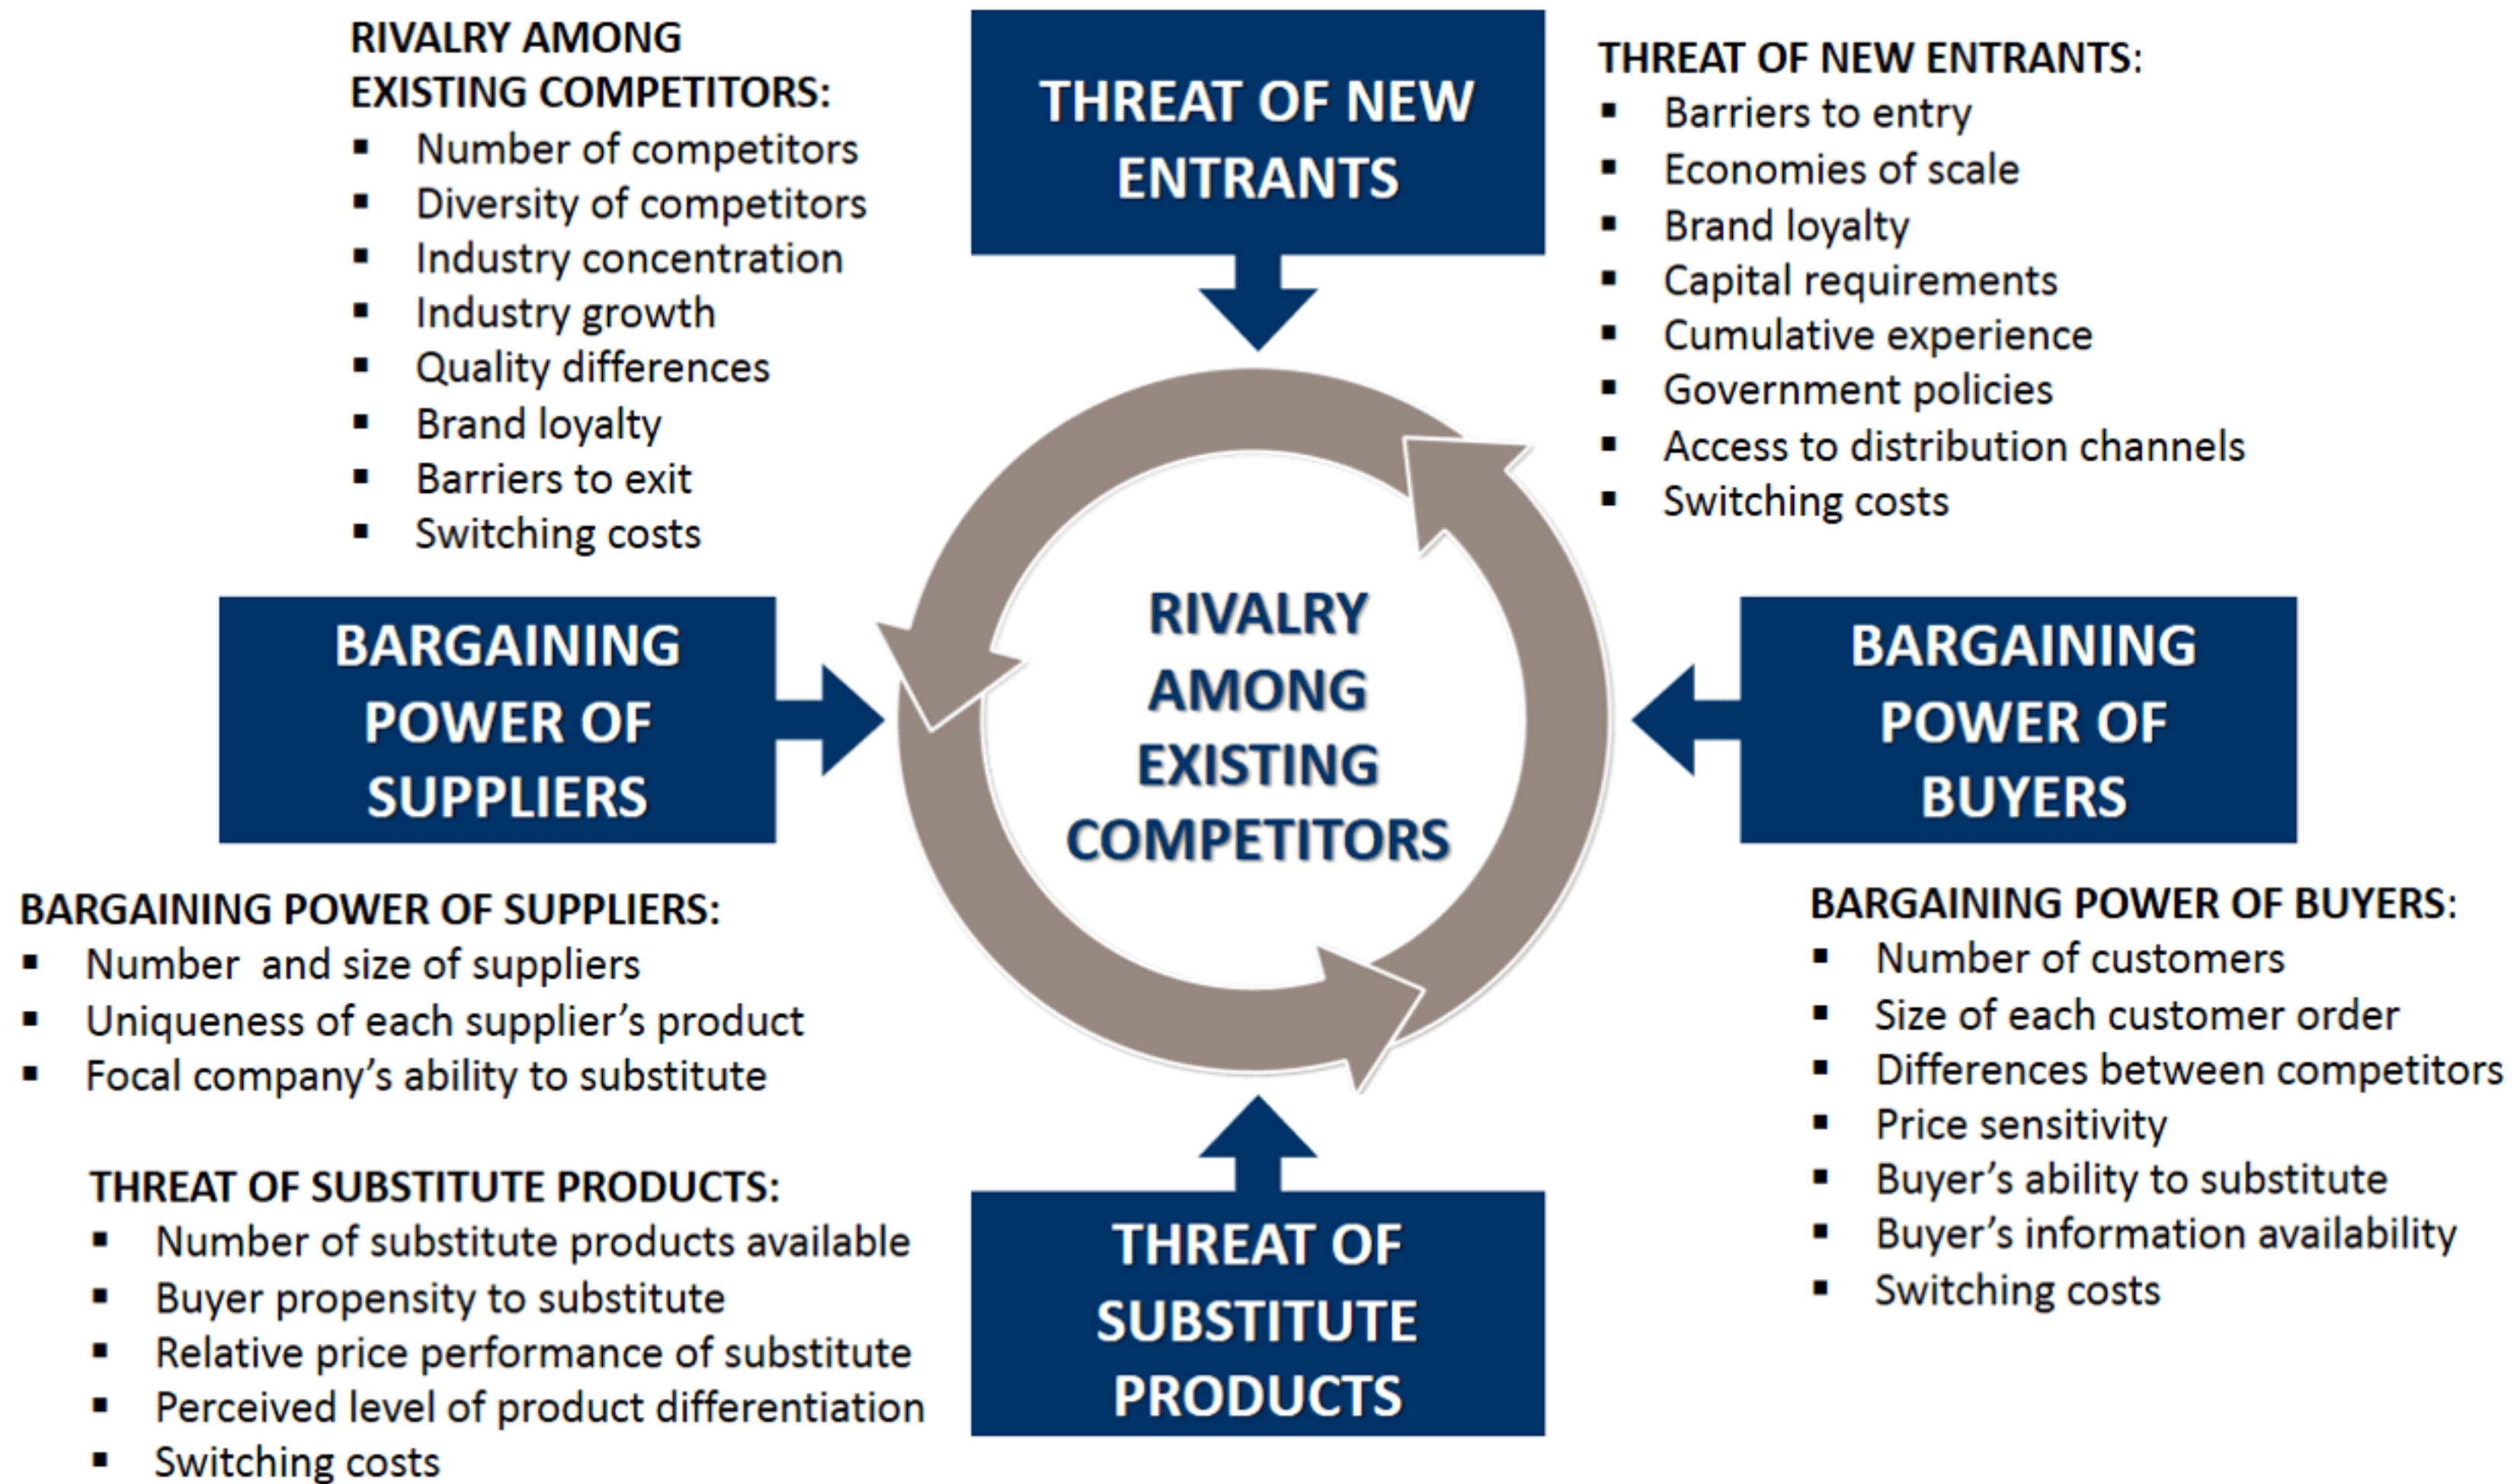 RIVALRY AMONG
EXISTING COMPETITORS:
▪ Number of competitors
▪ Diversity of competitors
▪ Industry concentration
▪ Industry growth
▪ Quality differences
▪ Brand loyalty
▪ Barriers to exit
▪ Switching costs
THREAT OF NEW
ENTRANTS
THREAT OF NEW ENTRANTS:
▪ Barriers to entry
▪ Economies of scale
▪ Brand loyalty
▪ Capital requirements
▪ Cumulative experience
▪ Government policies
▪ Access to distribution channels
▪ Switching costs
BARGAINING
POWER OF
SUPPLIERS
RIVALRY
AMONG
EXISTING
COMPETITORS
BARGAINING
POWER OF
BUYERS
BARGAINING POWER OF SUPPLIERS:
▪ Number and size of suppliers
▪ Uniqueness of each supplier’s product
▪ Focal company’s ability to substitute
THREAT OF SUBSTITUTE PRODUCTS:
▪ Number of substitute products available
▪ Buyer propensity to substitute
▪ Relative price performance of substitute
▪ Perceived level of product differentiation
▪ Switching costs
THREAT OF
SUBSTITUTE
PRODUCTS
BARGAINING POWER OF BUYERS:
▪ Number of customers
▪ Size of each customer order
▪ Differences between competitors
▪ Price sensitivity
▪ Buyer’s ability to substitute
▪ Buyer’s information availability
▪ Switching costs